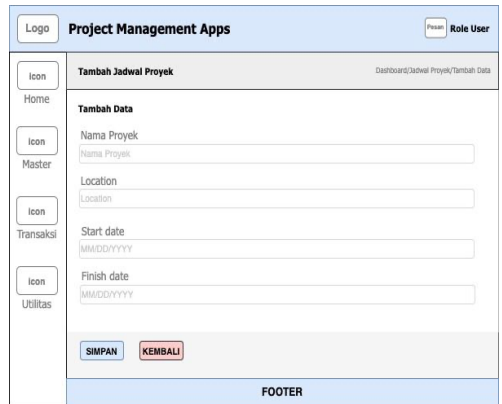 Logo
Project Management Apps
Pesan
Role User
icon
Home
icon
Master
icon
Transaksi
icon
Utilitas
Tambah Jadwal Proyek
Dashboard/Jadwal Proyek/Tambah Data
Tambah Data
Nama Proyek
Nama Proyek
Location
Location
Start date
MM/DD/YYYY
Finish date
MM/DD/YYYY
SIMPAN
KEMBALI
FOOTER